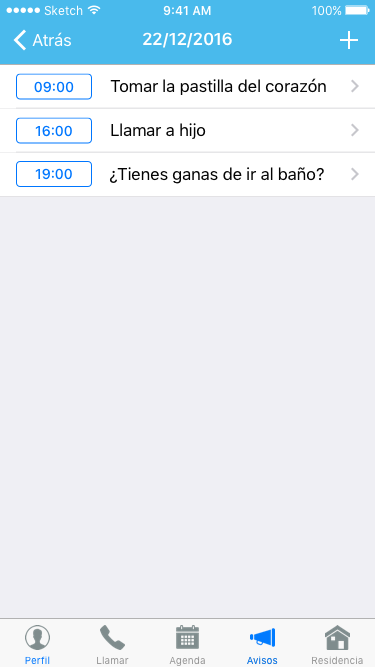 Sketch 9:41 AM 100%
Atrás 22/12/2016
09:00 Tomar la pastilla del corazón
16:00 Llamar a hijo
19:00 ¿Tienes ganas de ir al baño?
Perfil Llamar Agenda Avisos Residencia